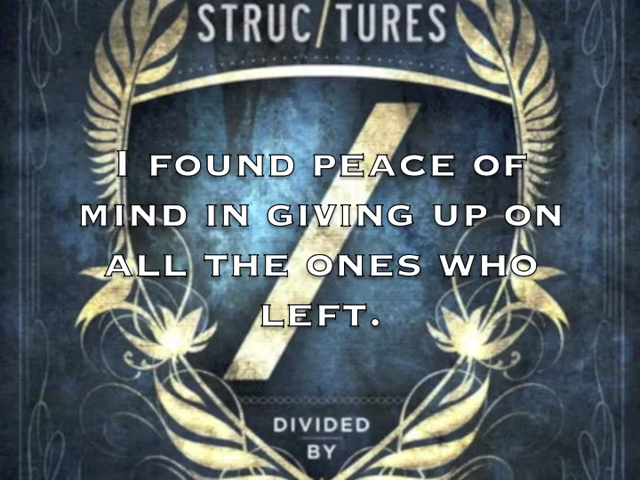 STRUC/TURES
I FOUND PEACE OF
MIND IN GIVING UP ON
ALL THE ONES WHO
LEFT.
DIVIDED
BY